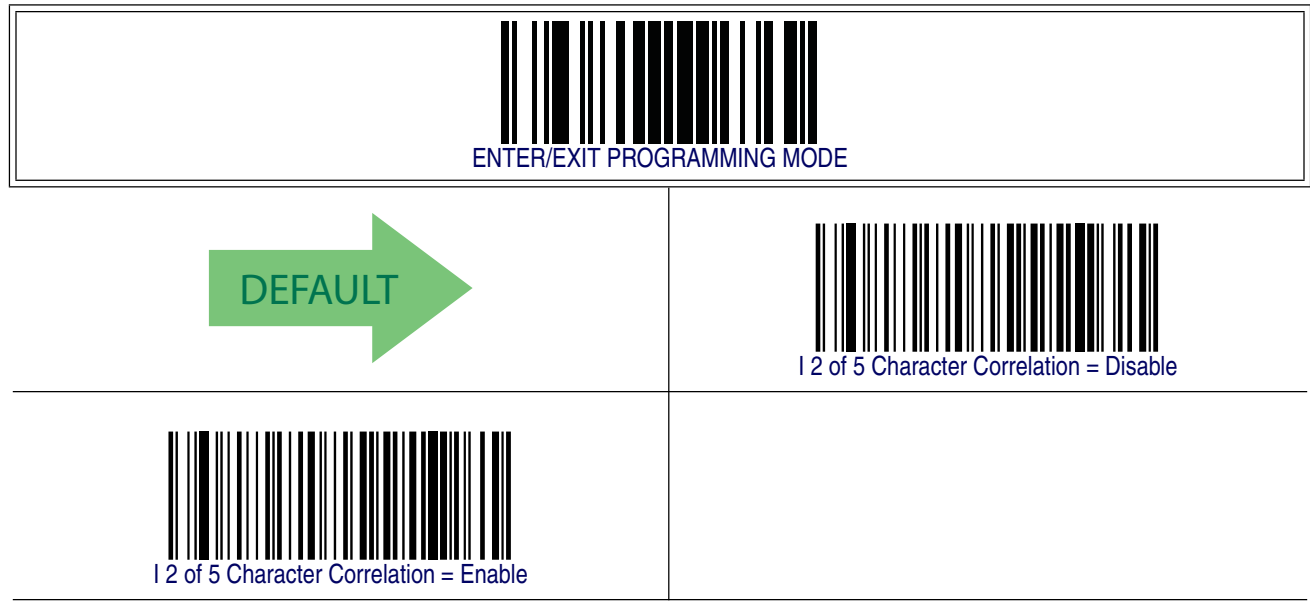 ENTER/EXIT PROGRAMMING MODE
DEFAULT
I 2 of 5 Character Correlation = Disable
I 2 of 5 Character Correlation = Enable